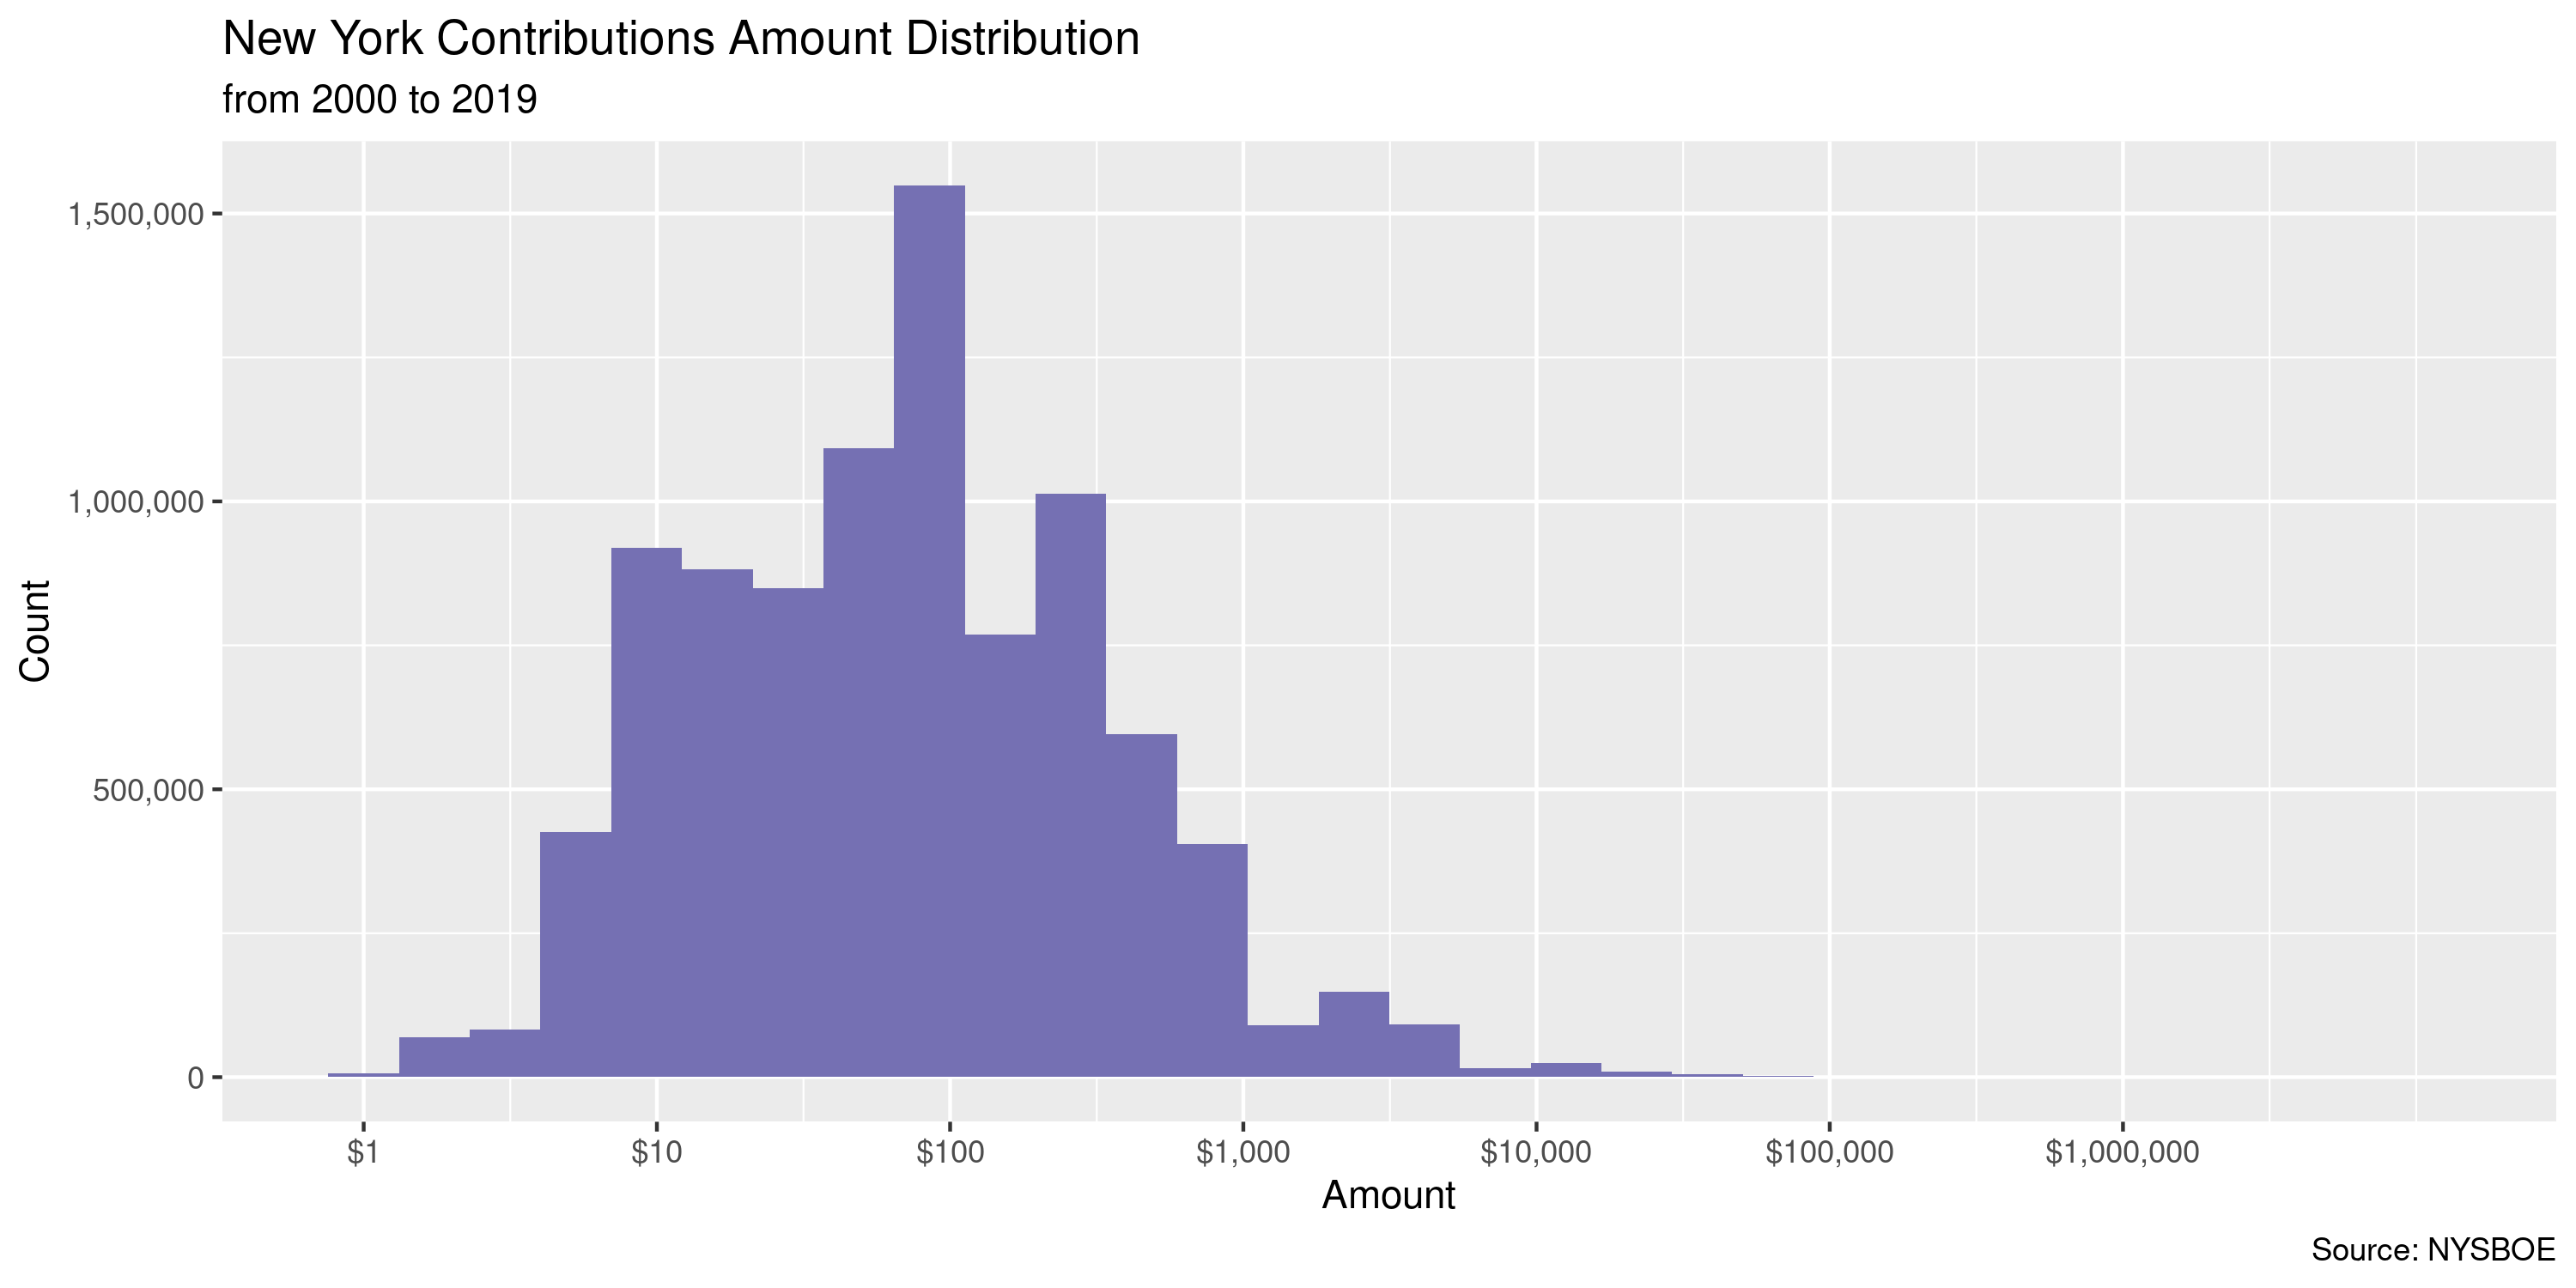 New York Contributions Amount Distribution
from 2000 to 2019
1,500,000
1,000,000
500,000
0
Count
$1 $10 $100 $1,000 $10,000 $100,000 $1,000,000
Amount
Source: NYSBOE